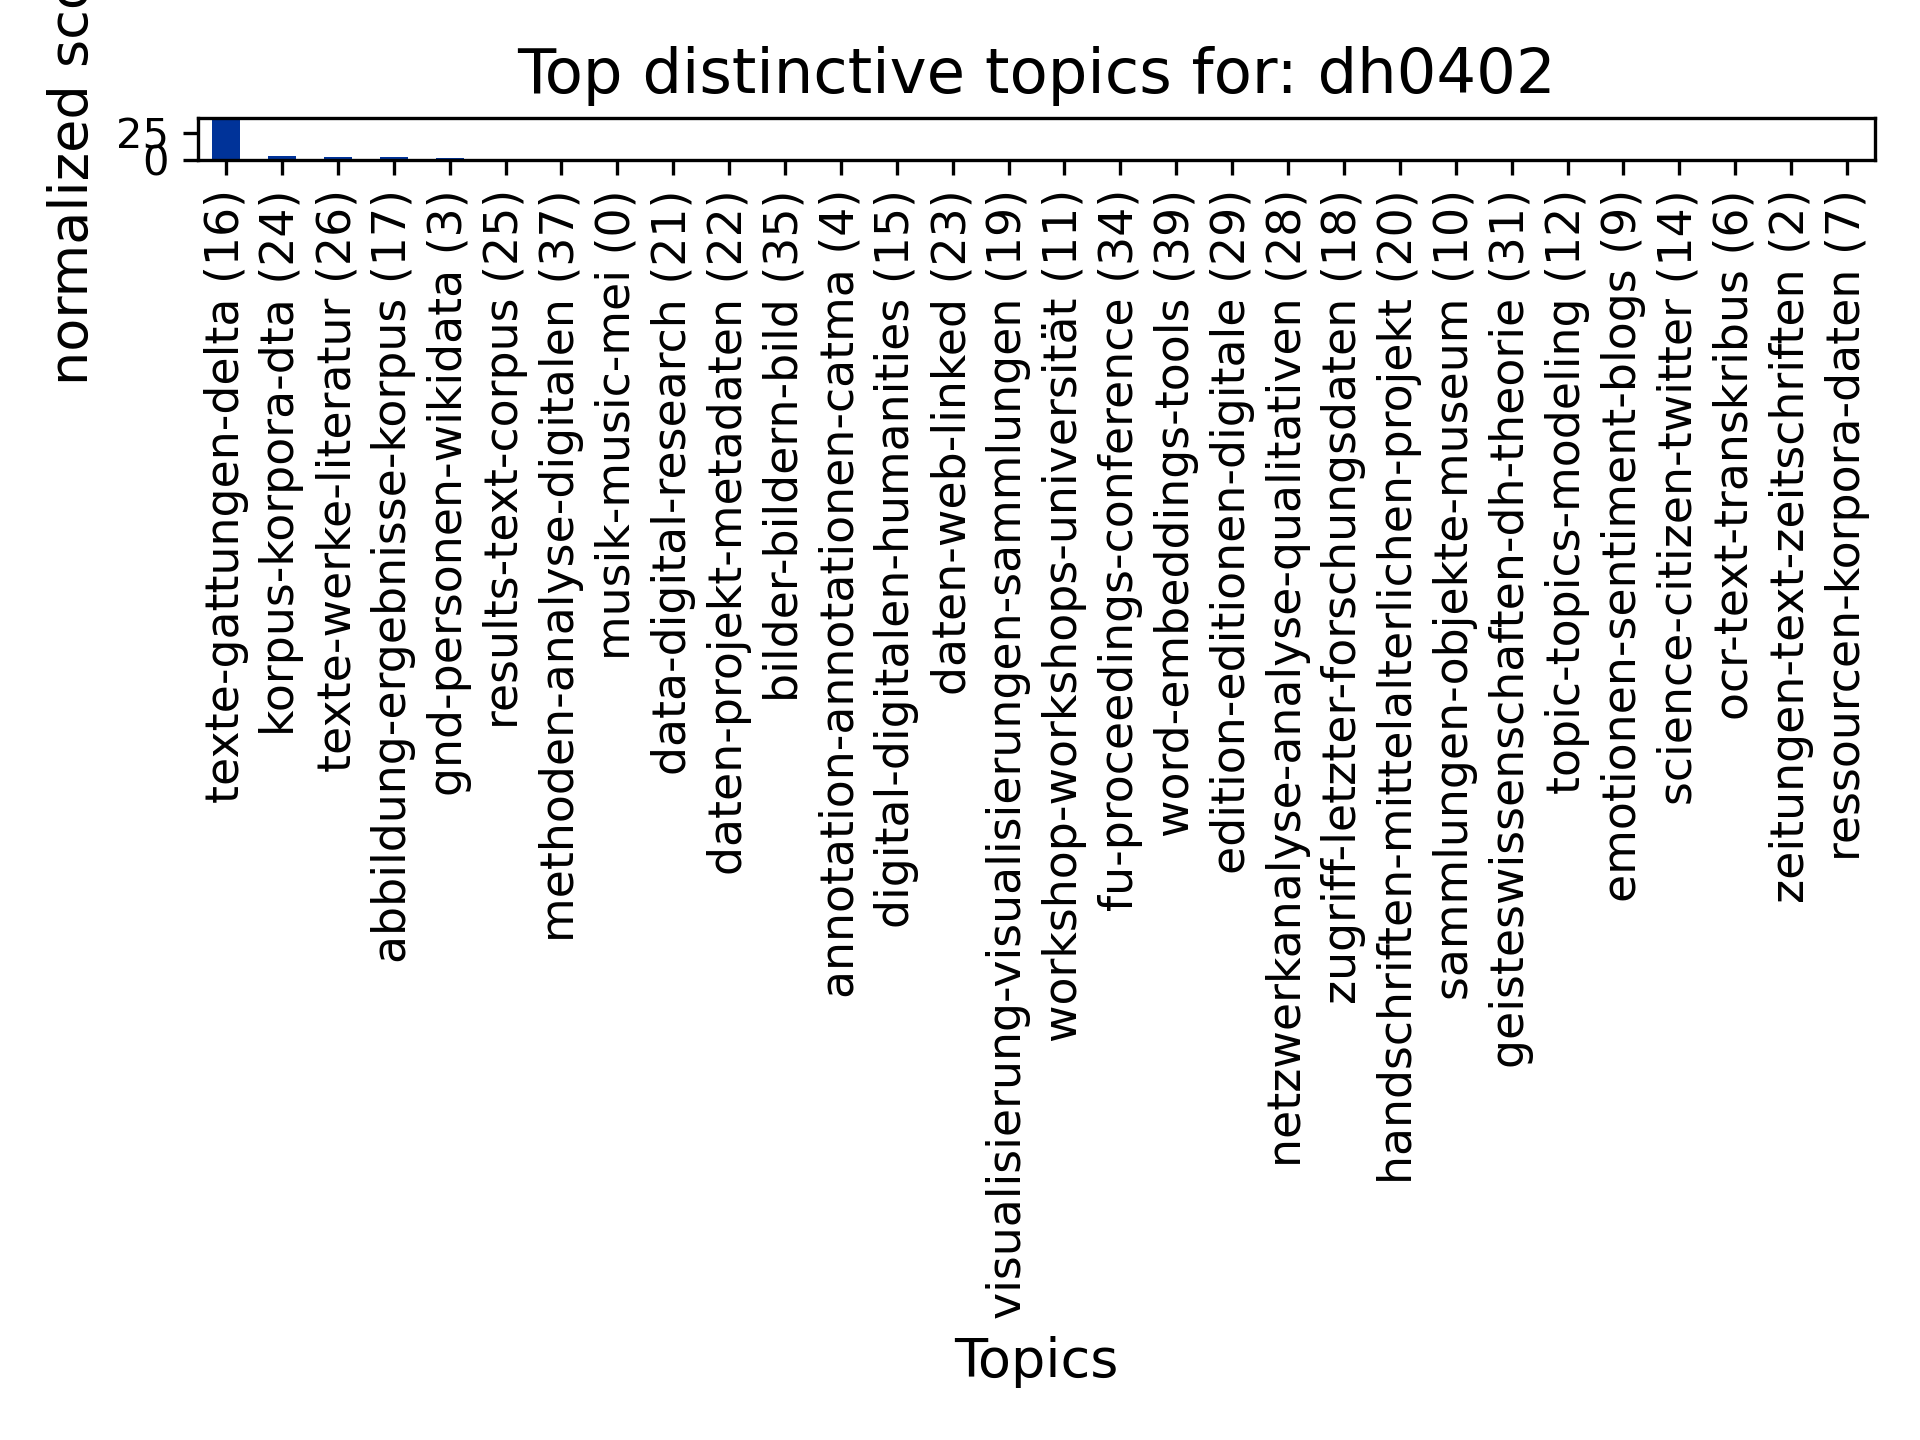 Top distinctive topics for: dh0402
normalized sco
25
0
texte-gattungen-delta (16)
korpus-korpora-dta (24)
texte-werke-literatur (26)
abbildung-ergebnisse-korpus (17)
gnd-personen-wikidata (3)
results-text-corpus (25)
methoden-analyse-digitalen (37)
musik-music-mei (0)
data-digital-research (21)
daten-projekt-metadaten (22)
bilder-bildern-bild (35)
annotation-annotationen-catma (4)
digital-digitalen-humanities (15)
daten-web-linked (23)
visualisierung-visualisierungen-sammlungen (19)
workshop-workshops-universität (11)
fu-proceedings-conference (34)
word-embeddings-tools (39)
edition-editionen-digitale (29)
netzwerkanalyse-analyse-qualitativen (28)
zugriff-letzter-forschungsdaten (18)
handschriften-mittelalterlichen-projekt (20)
sammlungen-objekte-museum (10)
geisteswissenschaften-dh-theorie (31)
topic-topics-modeling (12)
emotionen-sentiment-blogs (9)
science-citizen-twitter (14)
ocr-text-transkribus (6)
zeitungen-text-zeitschriften (2)
ressourcen-korpora-daten (7)
Topics